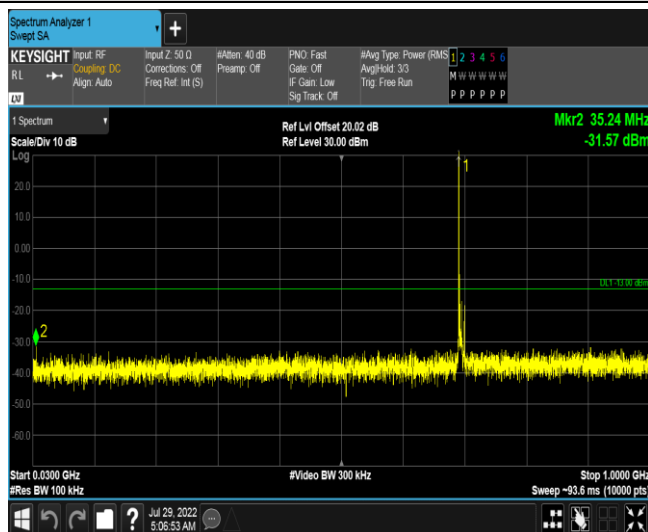 Spectrum Analyzer 1
Swept SA
+
KEYSIGHT
RL
Input: RF
Coupling: DC
Align: Auto
Input Z: 50 Ω
Corrections: Off
Freq Ref: Int (S)
#Atten: 40 dB
Preamp: Off
PNO: Fast
Gate: Off
IF Gain: Low
Sig Track: Off
#Avg Type: Power (RMS
Avg|Hold: 3/3
Trig: Free Run
1 2 3 4 5 6
M W W W W W
P P P P P P
LXI
1 Spectrum
Scale/Div 10 dB
Log
Ref Lvl Offset 20.02 dB
Ref Level 30.00 dBm
Mkr2 35.24 MHz
-31.57 dBm
1
20.0
10.0
0.00
-10.0
DL1 -13.00 dBm
-20.0
2
-30.0
-40.0
-50.0
-60.0
Start 0.0300 GHz
#Res BW 100 kHz
#Video BW 300 kHz
Stop 1.0000 GHz
Sweep ~93.6 ms (10000 pts)
?
Jul 29, 2022
5:06:53 AM